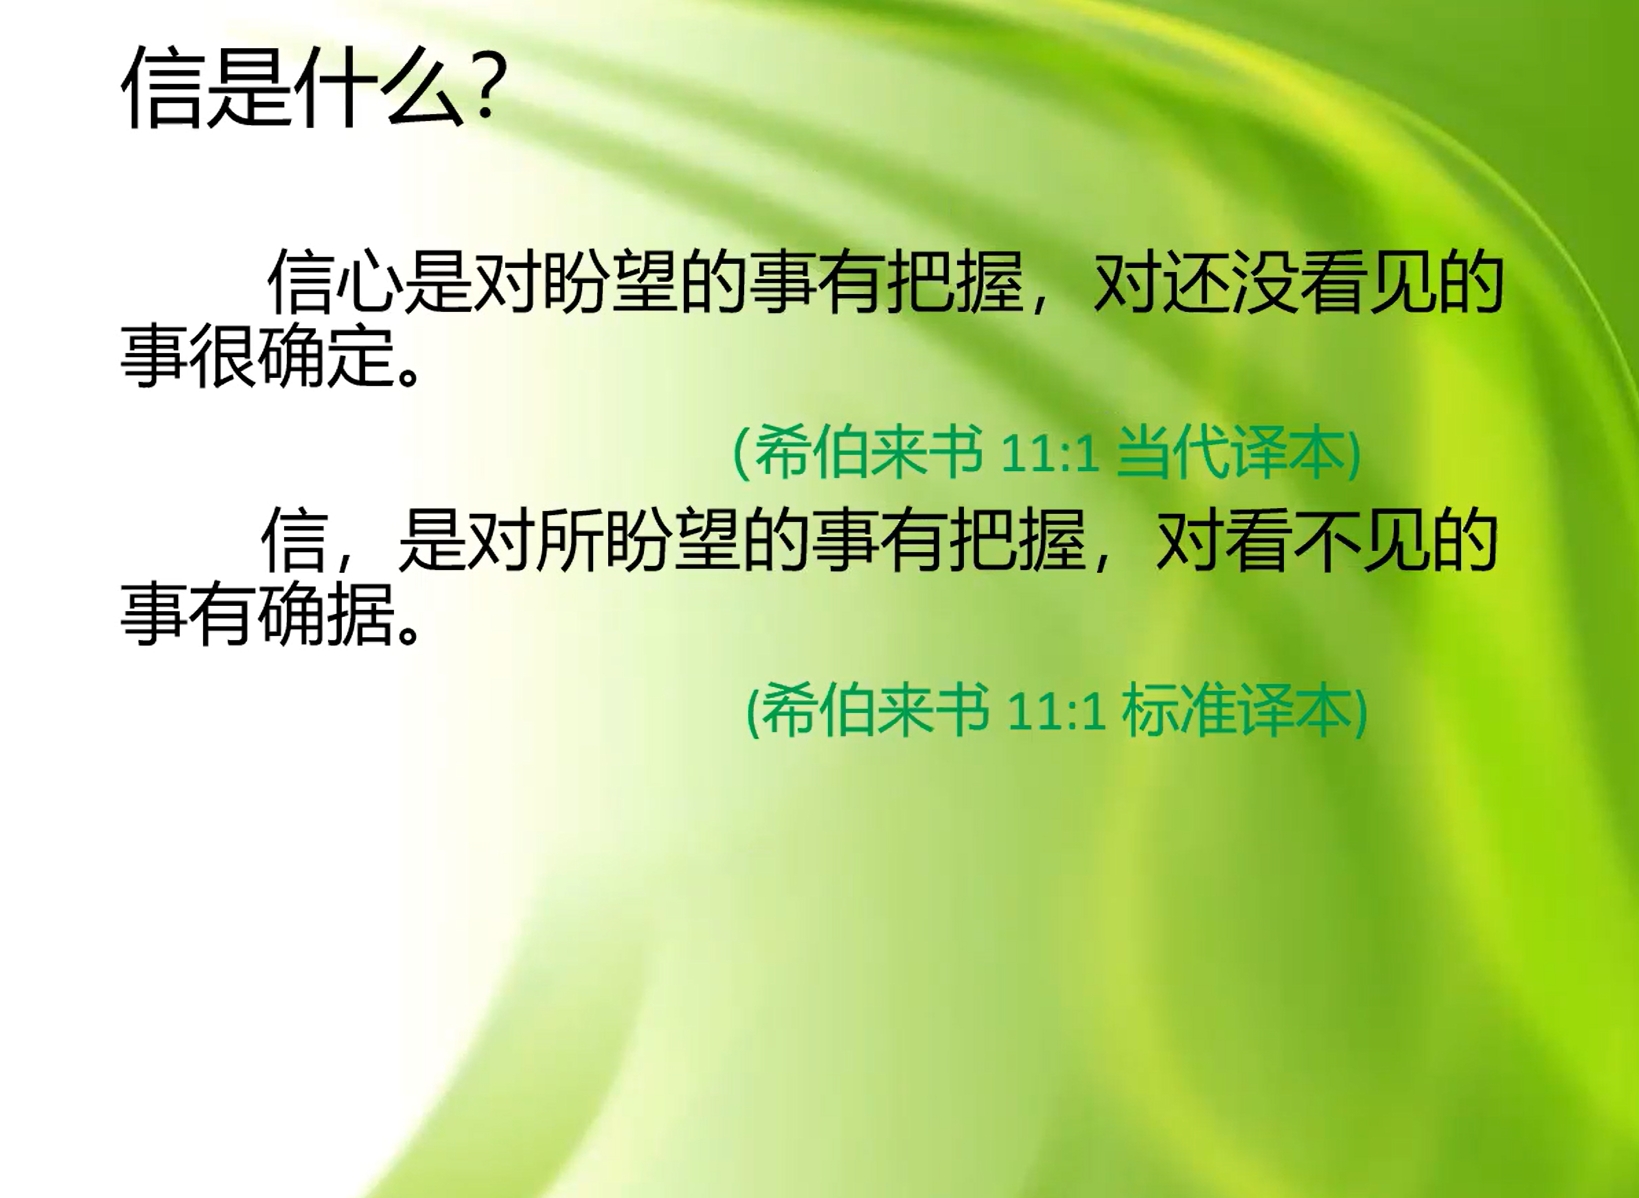 信是什么?
信心是对盼望的事有把握，对还没看见的
事很确定。
(希伯来书 11:1 当代译本)
信，是对所盼望的事有把握，对看不见的
事有确据。
(希伯来书 11:1 标准译本)